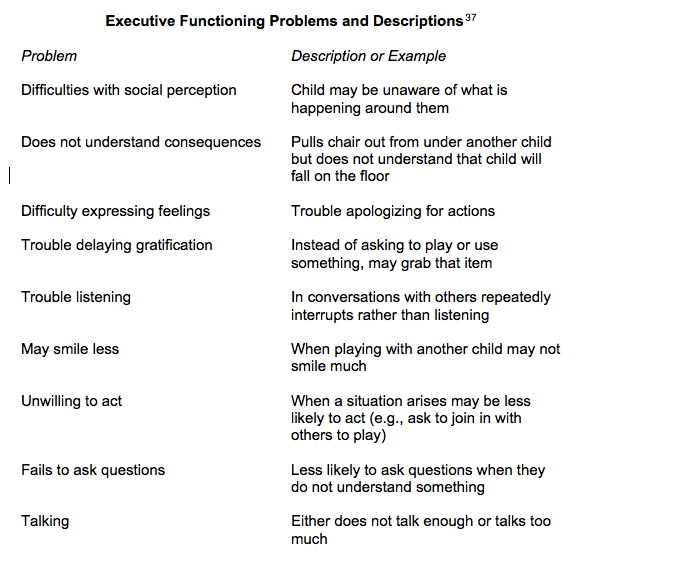 Executive Functioning Problems and Descriptions37
Problem Description or Example
Difficulties with social perception Child may be unaware of what is
happening around them
Does not understand consequences Pulls chair out from under another child
but does not understand that child will
fall on the floor
Difficulty expressing feelings Trouble apologizing for actions
Trouble delaying gratification Instead of asking to play or use
something, may grab that item
Trouble listening In conversations with others repeatedly
interrupts rather than listening
May smile less When playing with another child may not
smile much
Unwilling to act When a situation arises may be less
likely to act (e.g., ask to join in with
others to play)
Fails to ask questions Less likely to ask questions when they
do not understand something
Talking Either does not talk enough or talks too
much